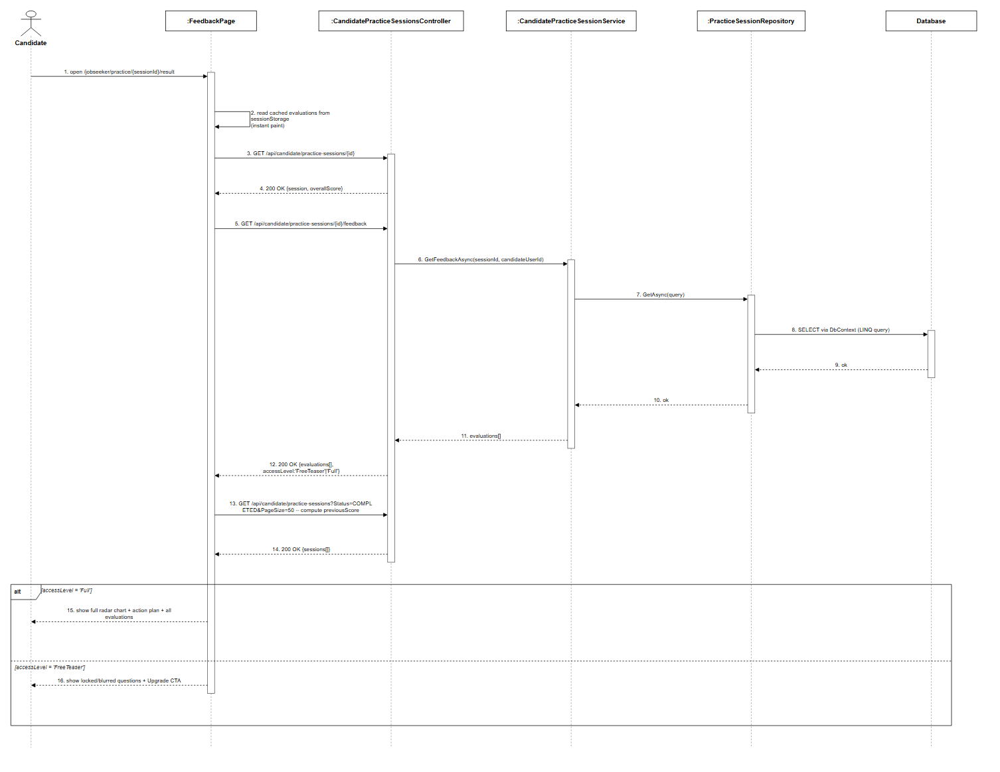 :FeedbackPage
:CandidatePracticeSessionsController
:CandidatePracticeSessionService
:PracticeSessionRepository
Database
Candidate
1. open /jobseeker/practice/{sessionId}/result
2. read cached evaluations from
sessionStorage
(instant paint)
3. GET /api/candidate/practice-sessions/{id}
4. 200 OK {session, overallScore}
5. GET /api/candidate/practice-sessions/{id}/feedback
6. GetFeedbackAsync(sessionId, candidateUserId)
7. GetAsync(query)
8. SELECT via DbContext (LINQ query)
9. ok
10. ok
11. evaluations[]
12. 200 OK {evaluations[],
accessLevel:'FreeTeaser'|'Full'}
13. GET /api/candidate/practice-sessions?Status=COMPL
ETED&PageSize=50 -- compute previousScore
14. 200 OK {sessions[]}
alt
[accessLevel = 'Full']
15. show full radar chart + action plan + all
evaluations
[accessLevel = 'FreeTeaser']
16. show locked/blurred questions + Upgrade CTA